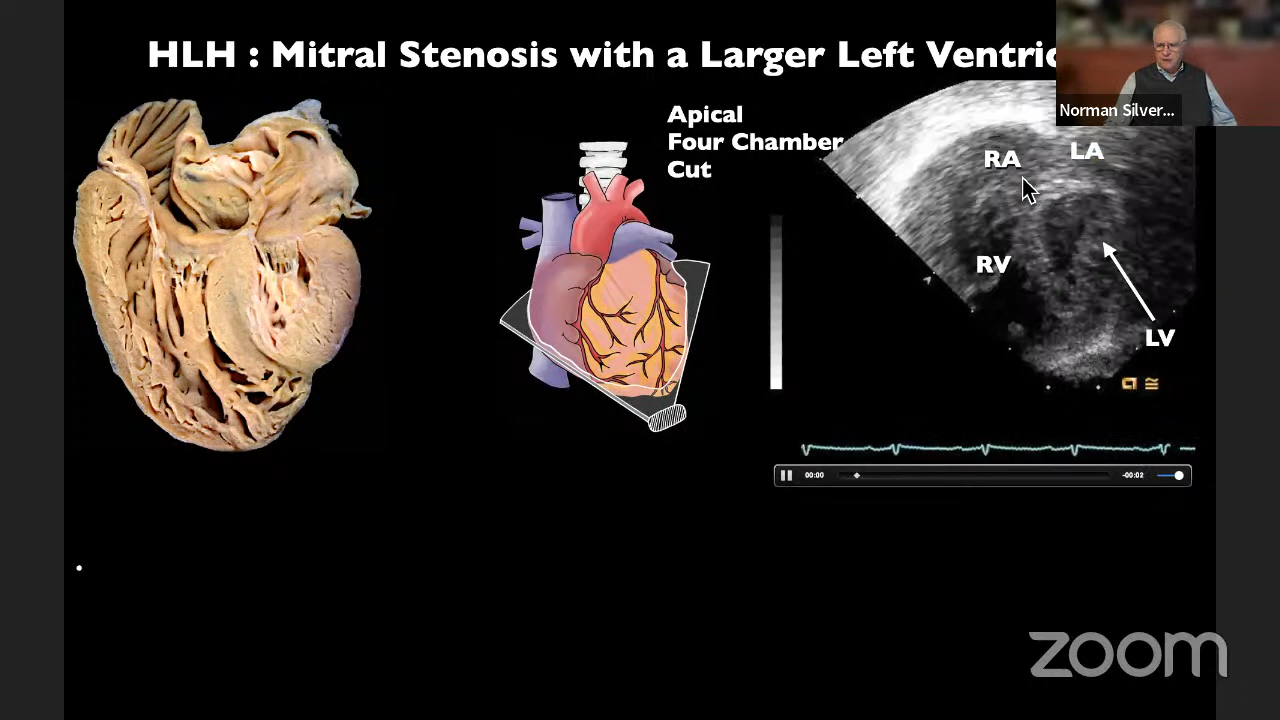 HLH : Mitral Stenosis with a Larger Left Ventric
Norman Silver...
Apical
Four Chamber
Cut
RA
LA
RV
LV
00:00
-00:02
zoom